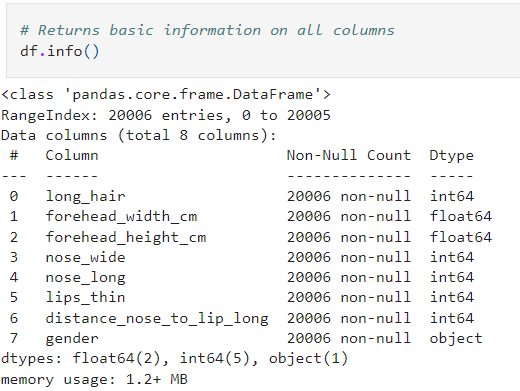 # Returns basic information on all columns
df.info()
<class 'pandas.core.frame.DataFrame'>
RangeIndex: 20006 entries, 0 to 20005
Data columns (total 8 columns):
 #   Column                     Non-Null Count  Dtype
---  ------                     --------------  -----
 0   long_hair                  20006 non-null  int64
 1   forehead_width_cm          20006 non-null  float64
 2   forehead_height_cm         20006 non-null  float64
 3   nose_wide                  20006 non-null  int64
 4   nose_long                  20006 non-null  int64
 5   lips_thin                  20006 non-null  int64
 6   distance_nose_to_lip_long  20006 non-null  int64
 7   gender                     20006 non-null  object
dtypes: float64(2), int64(5), object(1)
memory usage: 1.2+ MB